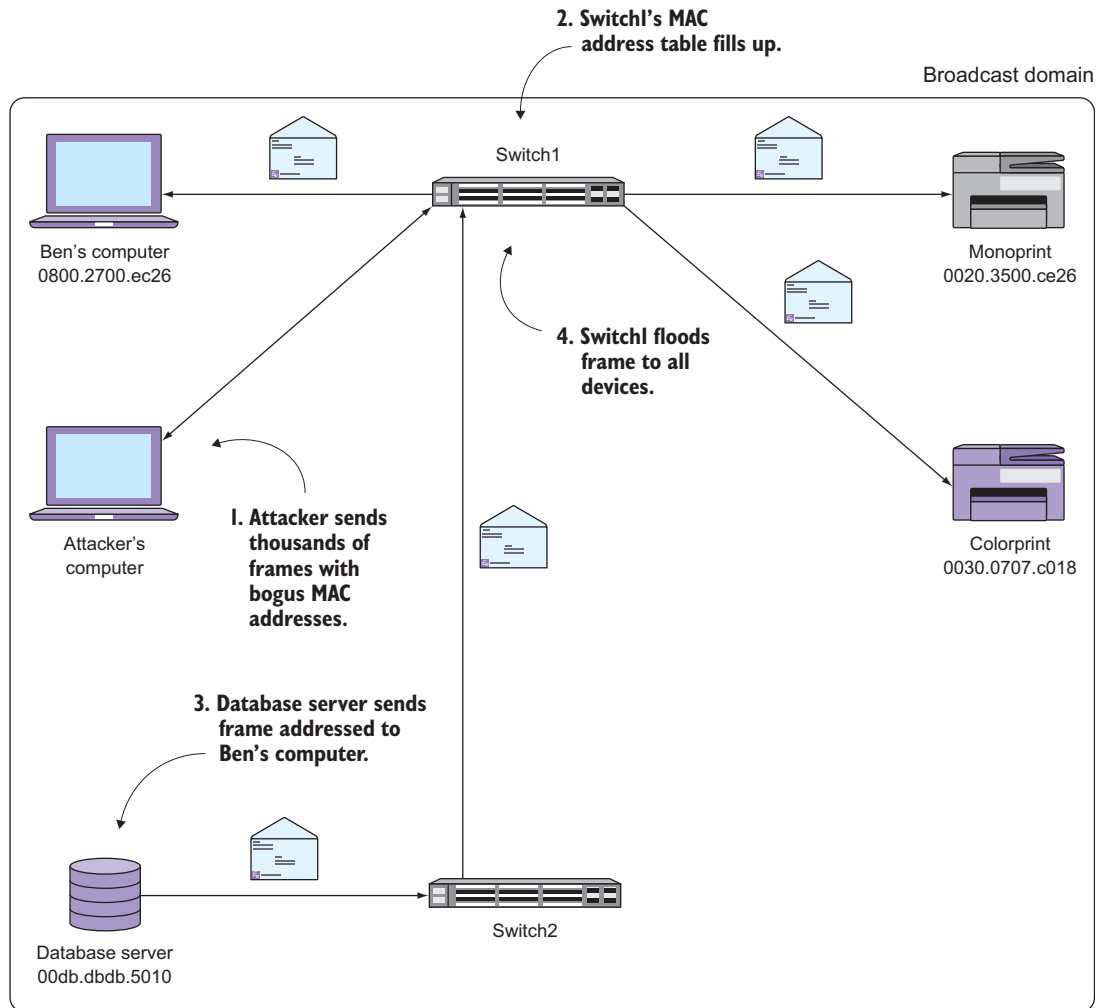 2. Switchl's MAC
address table fills up.
Broadcast domain
Switch1
Ben's computer
0800.2700.ec26
Monoprint
0020.3500.ce26
4. Switchl floods
frame to all
devices.
Attacker's
computer
1. Attacker sends
thousands of
frames with
bogus MAC
addresses.
Colorprint
0030.0707.c018
3. Database server sends
frame addressed to
Ben's computer.
Switch2
Database server
00db.dbdb.5010